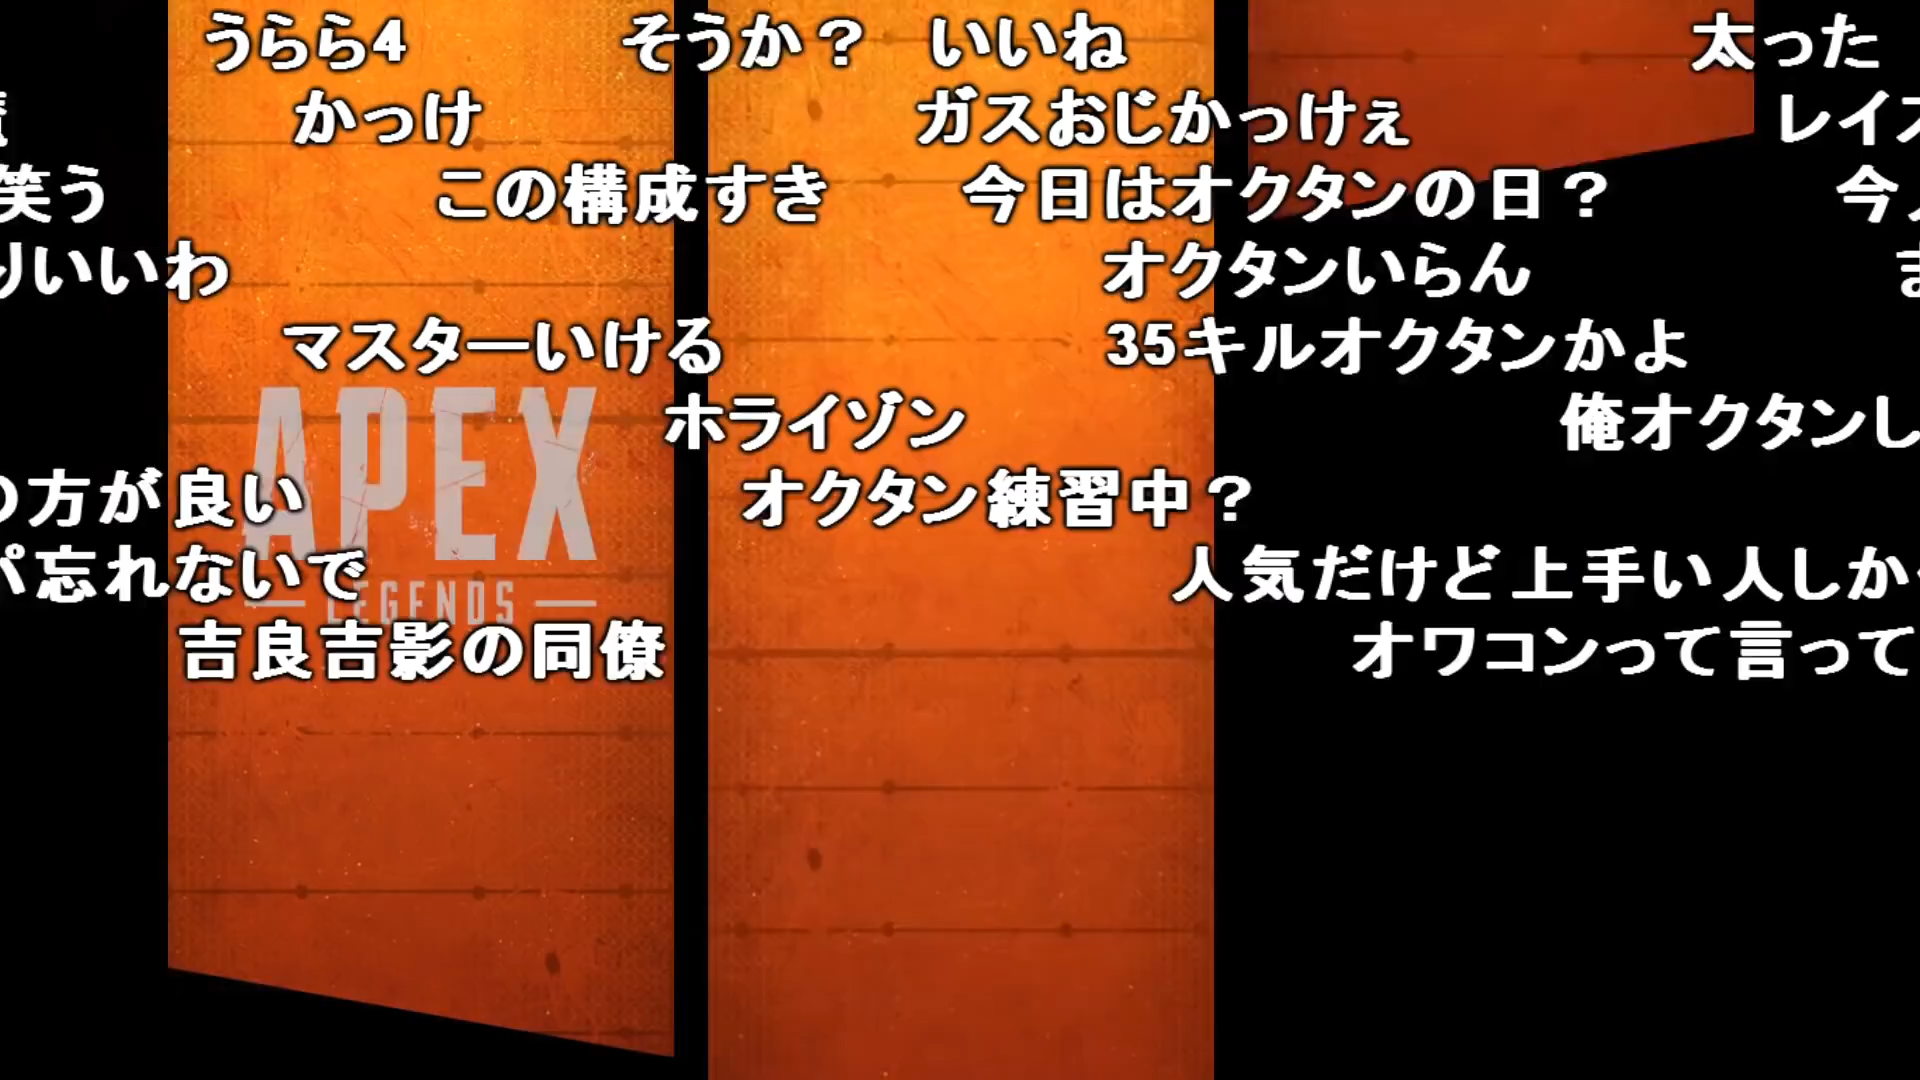 うらら4 そうか？ いいね 太った
かっけ ガスおじかっけぇ レイス
笑う この構成すき 今日はオクタンの日？ 今
りいいわ オクタンいらん ま
マスターいける 35キルオクタンかよ
ホライゾン 俺オクタンし
の方が良い オクタン練習中？
パ忘れないで 人気だけど上手い人しか
吉良吉影の同僚 オワコンって言って
APEX
LEGENDS